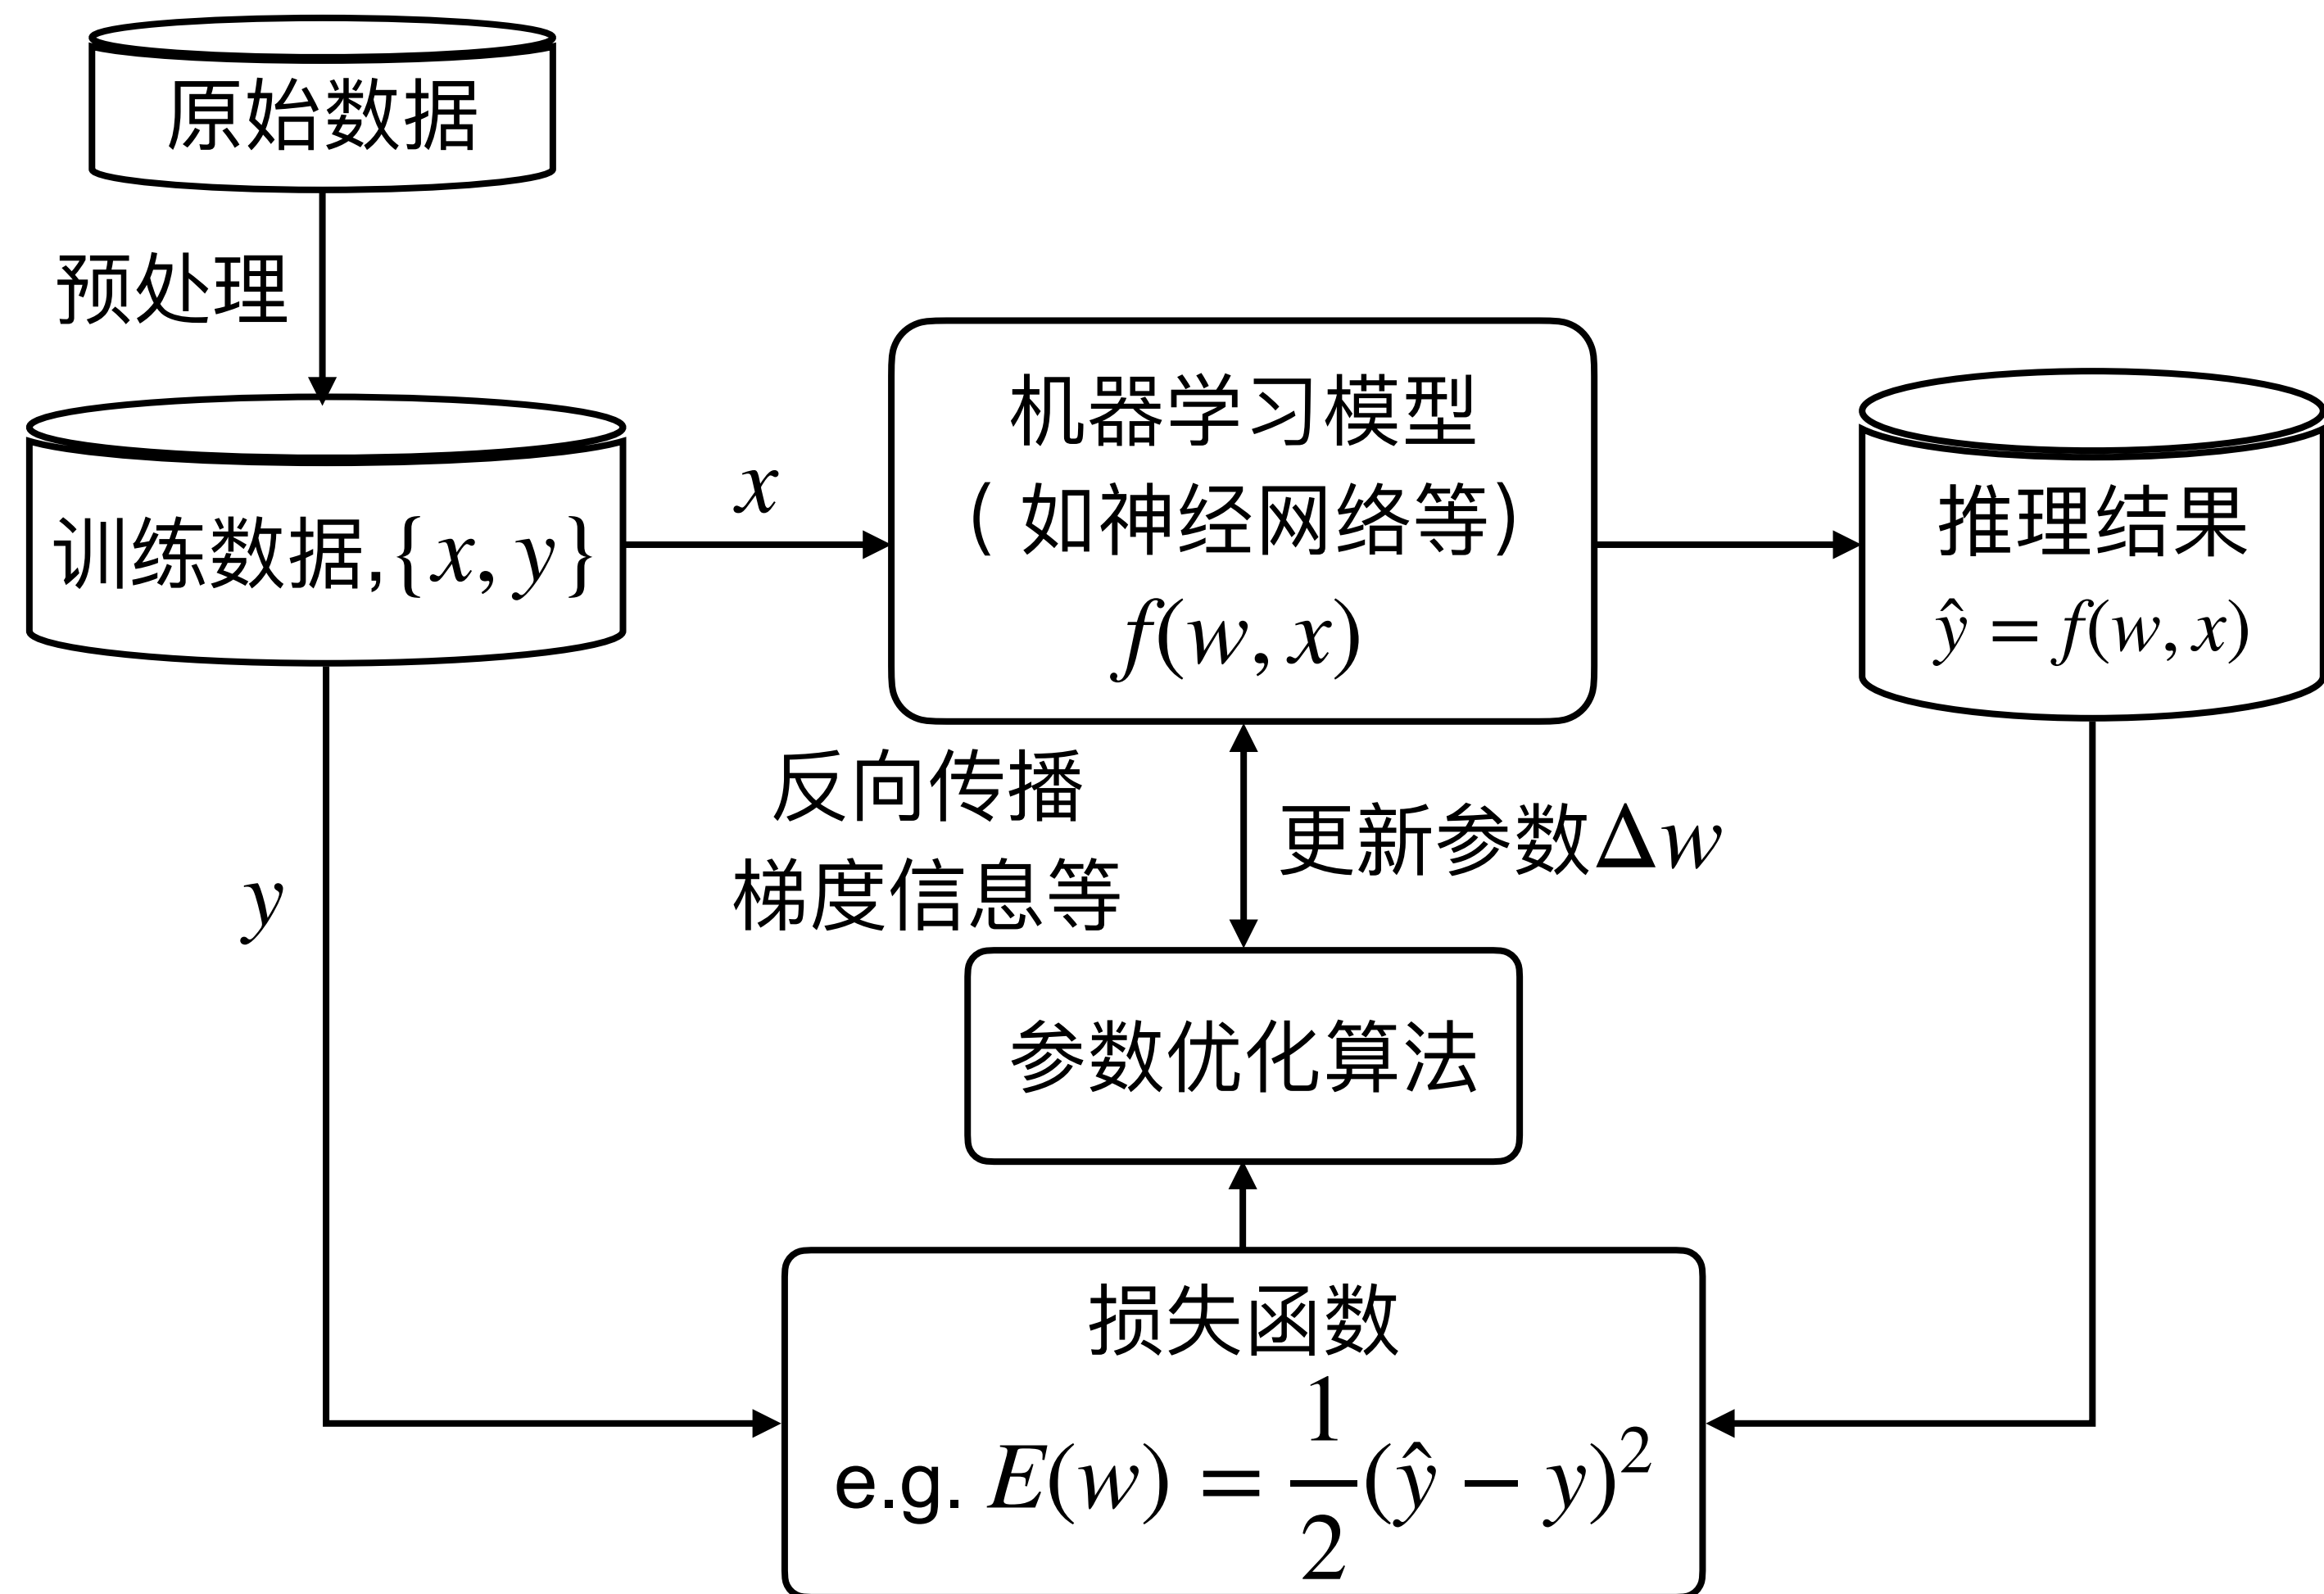 原始数据
预处理
训练数据,{x, y}
x
机器学习模型
（如神经网络等）
f(w, x)
推理结果
ŷ = f(w, x)
反向传播
梯度信息等
更新参数Δw
y
参数优化算法
损失函数
e.g. E(w) = 1/2 (ŷ − y)²